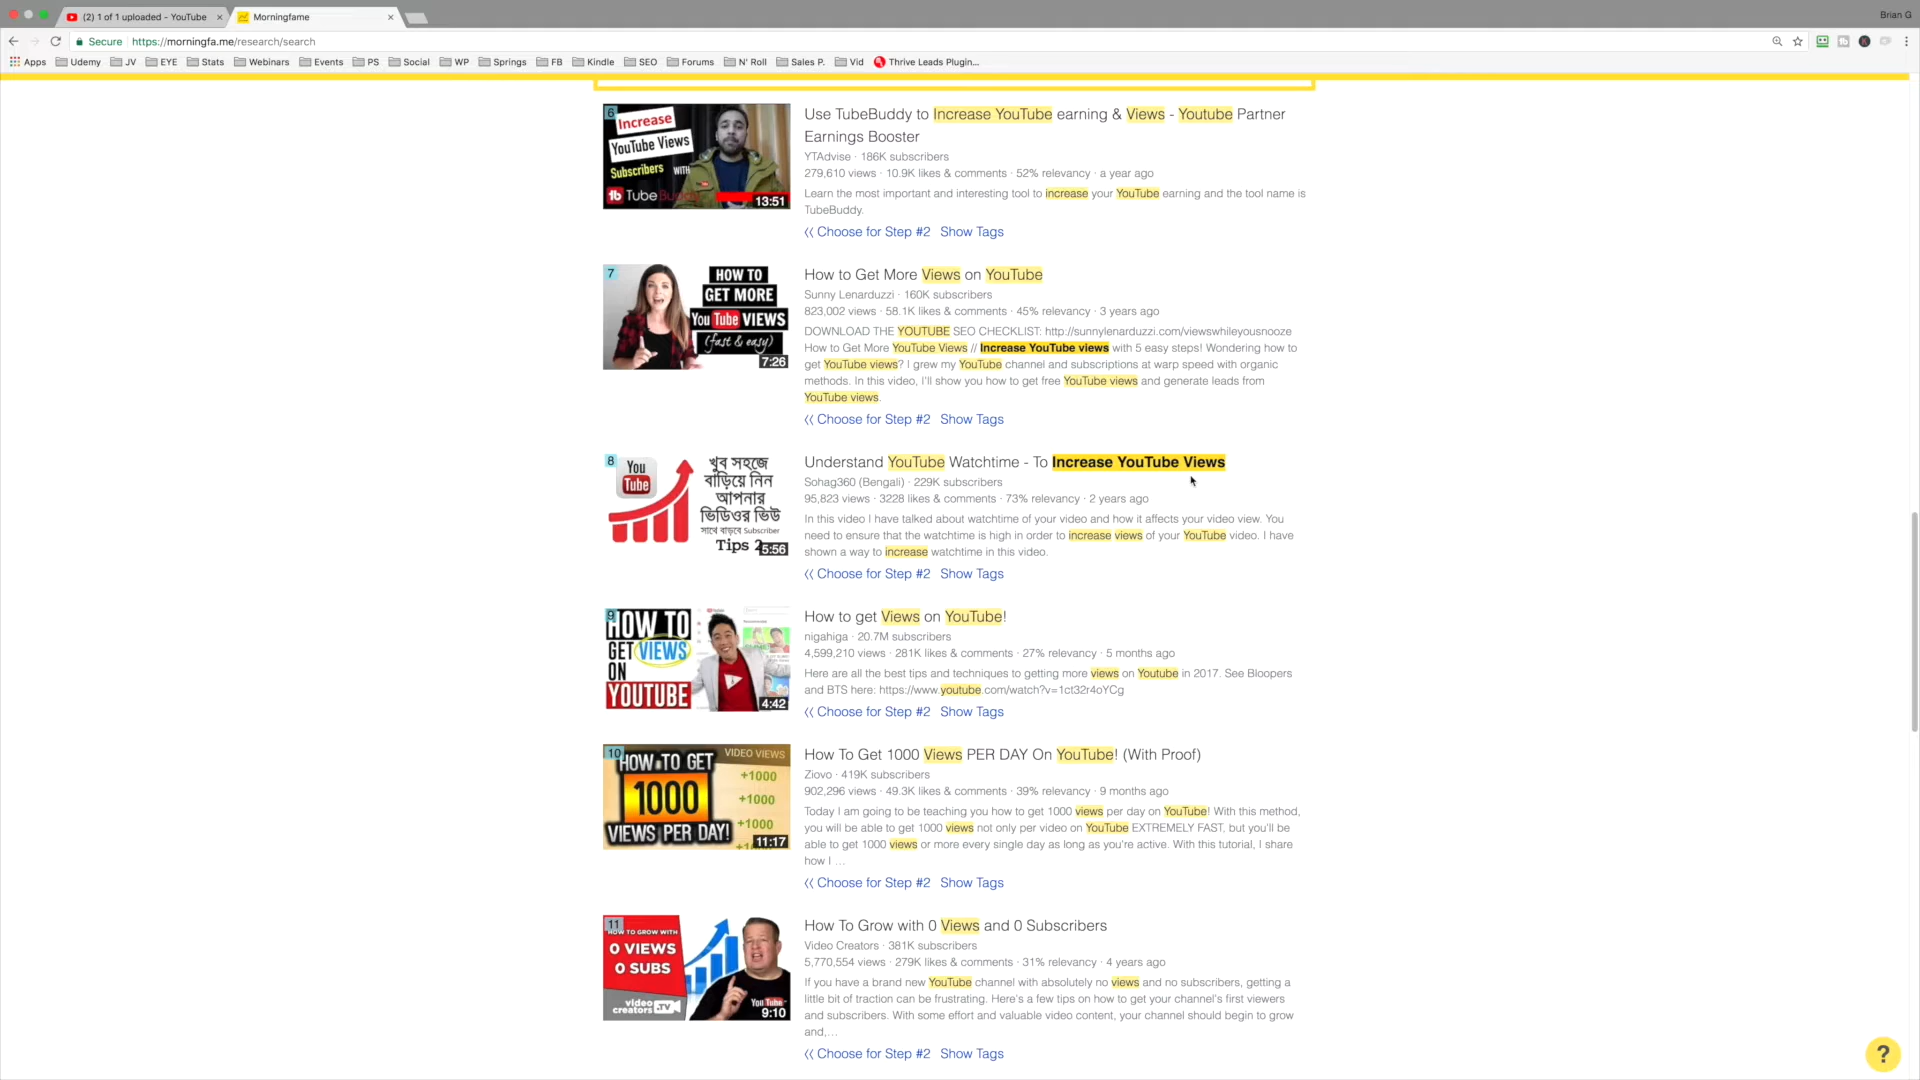 (2) 1 of 1 uploaded - YouTube
Morningfame
Brian G
Secure
https://morningfa.me/research/search
Apps Udemy JV EYE Stats Webinars Events PS Social WP Springs FB Kindle SEO Forums N' Roll Sales P. Vid Thrive Leads Plugin...
6
Increase
YouTube Views
Subscribers WITH
tb
13:51
Use TubeBuddy to Increase YouTube earning & Views - Youtube Partner
Earnings Booster
YTAdvise · 186K subscribers
279,610 views · 10.9K likes & comments · 52% relevancy · a year ago
Learn the most important and interesting tool to increase your YouTube earning and the tool name is
TubeBuddy.
Choose for Step #2 Show Tags
7
HOW TO
GET MORE
You Tube VIEWS
(fast & easy)
7:26
How to Get More Views on YouTube
Sunny Lenarduzzi · 160K subscribers
823,002 views · 58.1K likes & comments · 45% relevancy · 3 years ago
DOWNLOAD THE YOUTUBE SEO CHECKLIST: http://sunnylenarduzzi.com/viewswhileyousnooze
How to Get More YouTube Views // Increase YouTube views with 5 easy steps! Wondering how to
get YouTube views? I grew my YouTube channel and subscriptions at warp speed with organic
methods. In this video, I'll show you how to get free YouTube views and generate leads from
YouTube views.
Choose for Step #2 Show Tags
8
You
Tube
খুব সহজে
বাড়িয়ে নিন
আপনার
ভিডিওর ভিউ
সাথে বাড়বে Subscriber
Tips
5:56
Understand YouTube Watchtime - To Increase YouTube Views
Sohag360 (Bengali) · 229K subscribers
95,823 views · 3228 likes & comments · 73% relevancy · 2 years ago
In this video I have talked about watchtime of your video and how it affects your video view. You
need to ensure that the watchtime is high in order to increase views of your YouTube video. I have
shown a way to increase watchtime in this video.
Choose for Step #2 Show Tags
9
HOW TO
GET VIEWS
ON
YOUTUBE
4:42
How to get Views on YouTube!
nigahiga · 20.7M subscribers
4,599,210 views · 281K likes & comments · 27% relevancy · 5 months ago
Here are all the best tips and techniques to getting more views on Youtube in 2017. See Bloopers
and BTS here: https://www.youtube.com/watch?v=1ct32r4oYCg
Choose for Step #2 Show Tags
10
HOW TO GET
VIDEO VIEWS
1000
+1000
+1000
+1000
VIEWS PER DAY!
11:17
How To Get 1000 Views PER DAY On YouTube! (With Proof)
Ziovo · 419K subscribers
902,296 views · 49.3K likes & comments · 39% relevancy · 9 months ago
Today I am going to be teaching you how to get 1000 views per day on YouTube! With this method,
you will be able to get 1000 views not only per video on YouTube EXTREMELY FAST, but you'll be
able to get 1000 views or more every single day as long as you're active. With this tutorial, I share
how I …
Choose for Step #2 Show Tags
11
HOW TO GROW WITH
0 VIEWS
0 SUBS
video
creators.TV
You Tube
9:10
How To Grow with 0 Views and 0 Subscribers
Video Creators · 381K subscribers
5,770,554 views · 279K likes & comments · 31% relevancy · 4 years ago
If you have a brand new YouTube channel with absolutely no views and no subscribers, getting a
little bit of traction can be frustrating. Here's a few tips on how to get your channel's first viewers
and subscribers. With some effort and valuable video content, your channel should begin to grow
and,…
Choose for Step #2 Show Tags
?